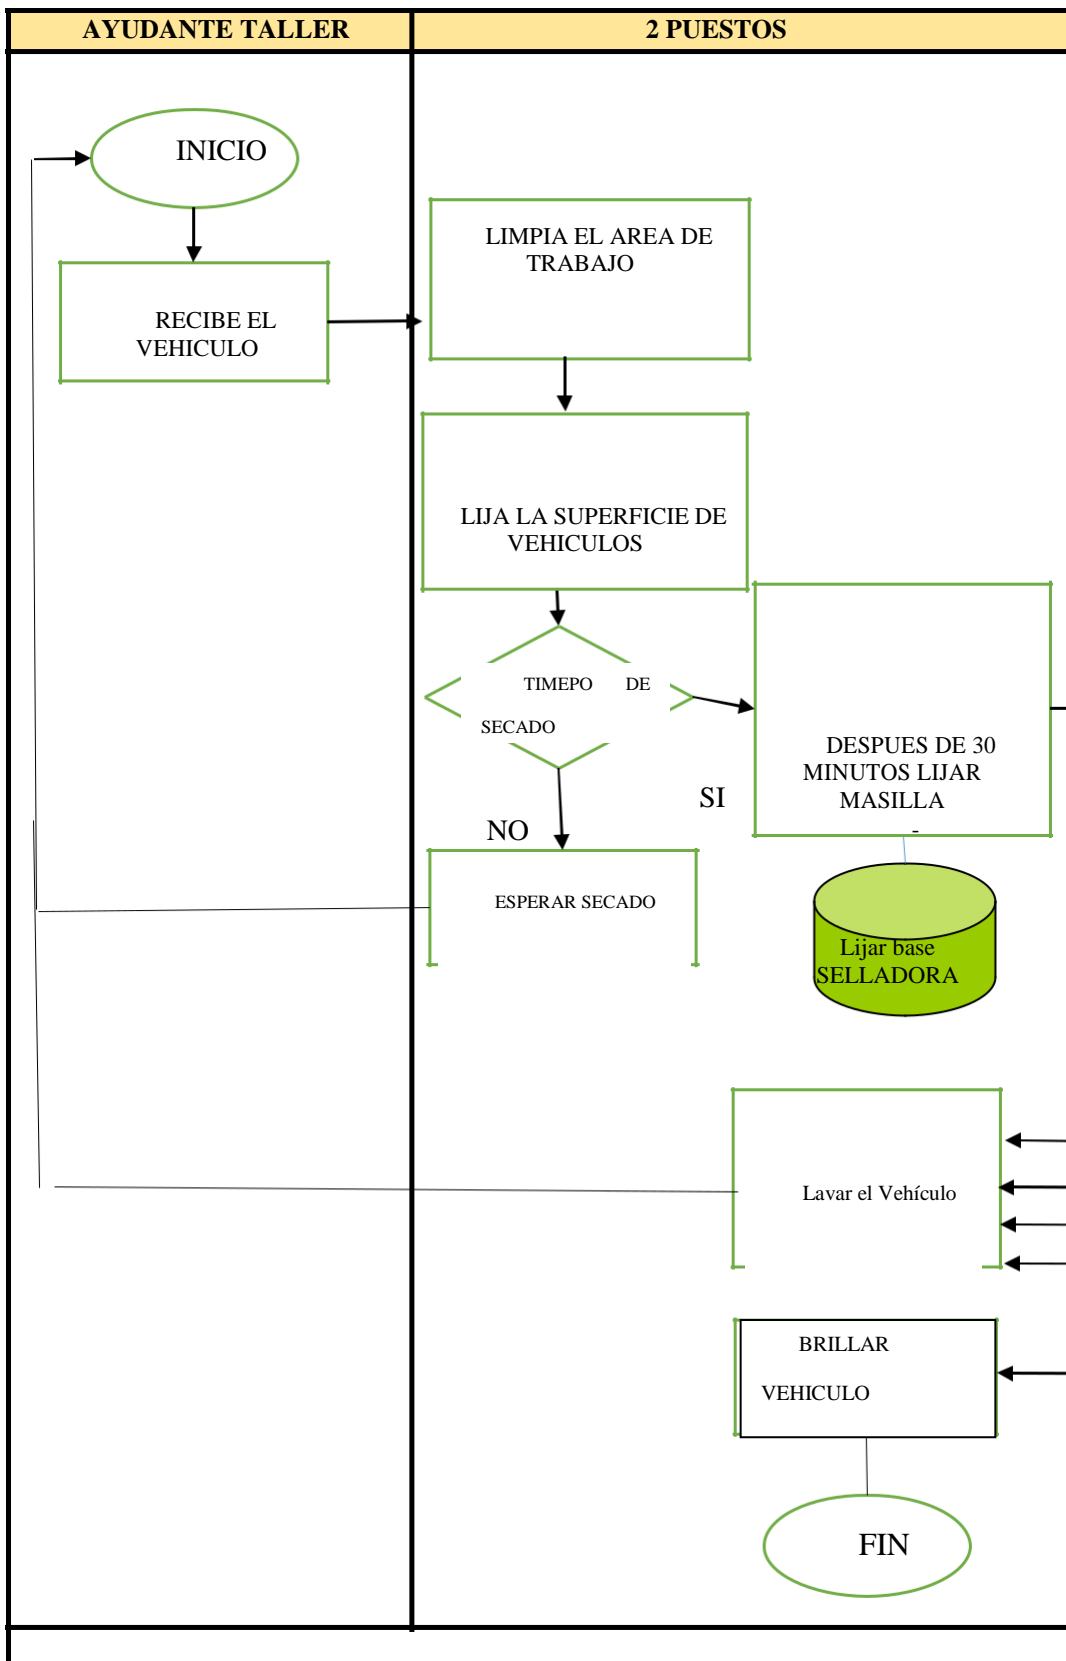 AYUDANTE TALLER
2 PUESTOS
INICIO
RECIBE EL
VEHICULO
LIMPIA EL AREA DE
TRABAJO
LIJA LA SUPERFICIE DE
VEHICULOS
TIMEPO DE
SECADO
SI
NO
DESPUES DE 30
MINUTOS LIJAR
MASILLA
-
ESPERAR SECADO
Lijar base
SELLADORA
Lavar el Vehículo
BRILLAR
VEHICULO
FIN